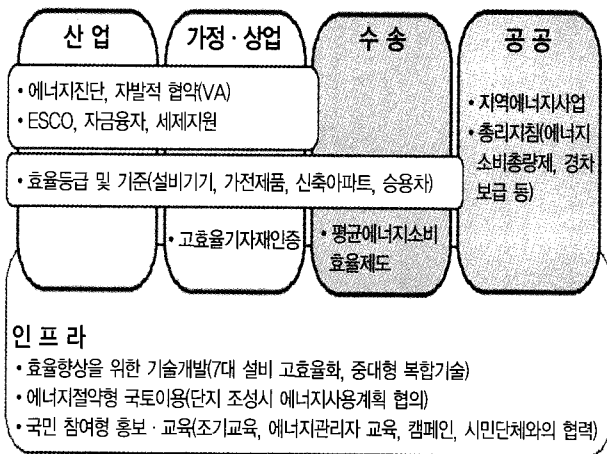 산 업
가정 · 상업
수 송
공 공
• 에너지진단, 자발적 협약(VA)
• ESCO, 자금융자, 세제지원
• 지역에너지사업
• 총리지침(에너지
소비총량제, 경차
보급 등)
• 효율등급 및 기준(설비기기, 가전제품, 신축아파트, 승용차)
• 고효율기자재인증
• 평균에너지소비
효율제도
인 프 라
• 효율향상을 위한 기술개발(7대 설비 고효율화, 중대형 복합기술)
• 에너지절약형 국토이용(단지 조성시 에너지사용계획 협의)
• 국민 참여형 홍보 · 교육(조기교육, 에너지관리자 교육, 캠페인, 시민단체와의 협력)